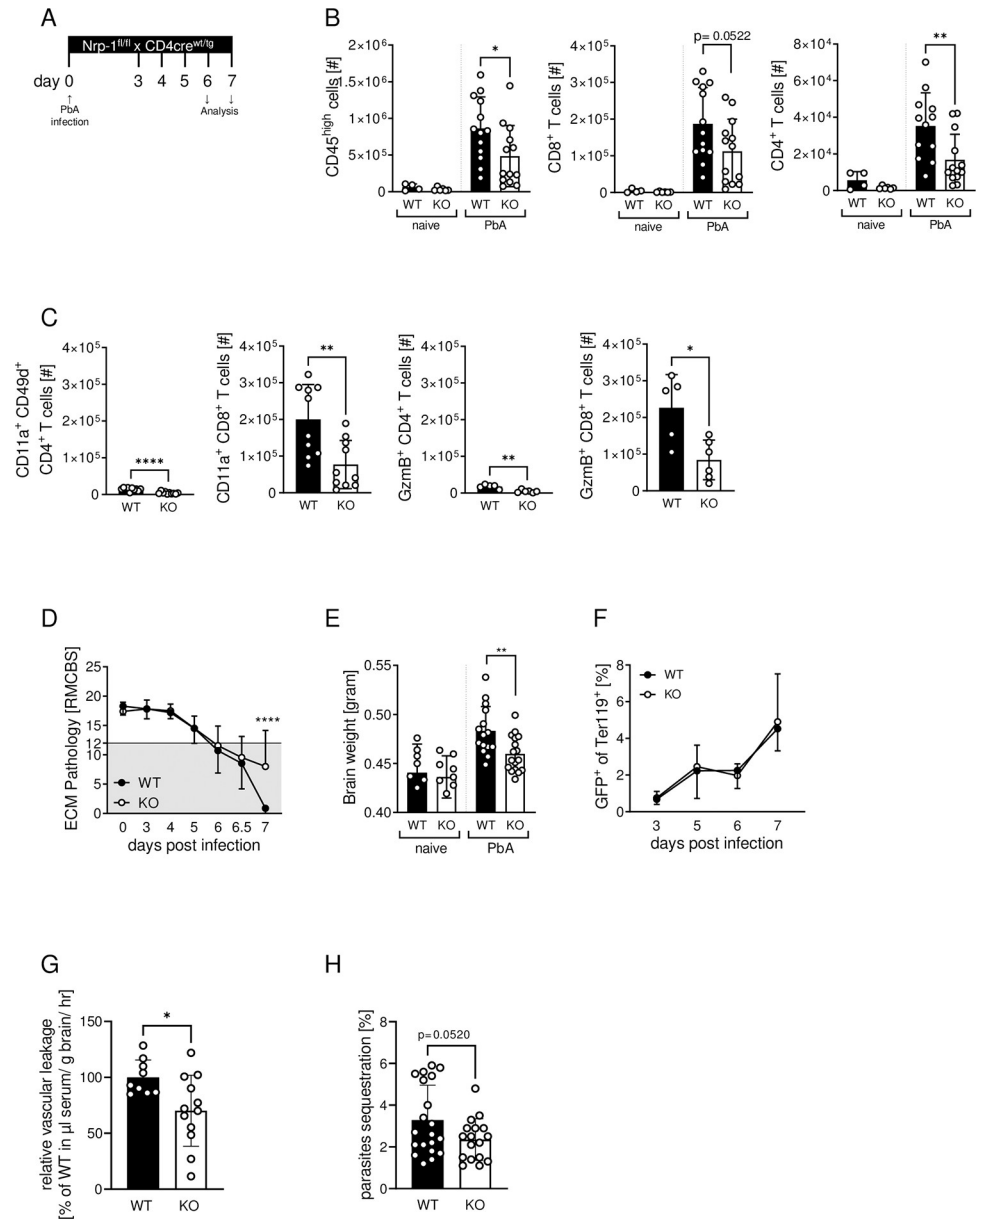 A
Nrp-1fl/fl x CD4crewt/tg
day 0 3 4 5 6 7
↑ ↓ ↓
PbA
infection
Analysis
B
CD45high cells [#]
2×10⁶
1×10⁶
1×10⁶
5×10⁵
0
*
WT KO WT KO
naive PbA
CD8⁺ T cells [#]
4×10⁵
3×10⁵
2×10⁵
1×10⁵
0
p= 0.0522
WT KO WT KO
naive PbA
CD4⁺ T cells [#]
8×10⁴
6×10⁴
4×10⁴
2×10⁴
0
**
WT KO WT KO
naive PbA
C
CD11a⁺ CD49d⁺
CD4⁺ T cells [#]
4×10⁵
3×10⁵
2×10⁵
1×10⁵
0
****
WT KO
CD11a⁺ CD8⁺ T cells [#]
4×10⁵
3×10⁵
2×10⁵
1×10⁵
0
**
WT KO
GzmB⁺ CD4⁺ T cells [#]
4×10⁵
3×10⁵
2×10⁵
1×10⁵
0
**
WT KO
GzmB⁺ CD8⁺ T cells [#]
4×10⁵
3×10⁵
2×10⁵
1×10⁵
0
*
WT KO
D
ECM Pathology [RMCBS]
25
20
15
12
10
5
0
****
WT
KO
0 3 4 5 6 6.5 7
days post infection
E
Brain weight [gram]
0.55
0.50
0.45
0.40
**
WT KO WT KO
naive PbA
F
GFP⁺ of Ter119⁺ [%]
8
6
4
2
0
WT
KO
3 5 6 7
days post infection
G
relative vascular leakage
[% of WT in µl serum/ g brain/ hr]
150
100
50
0
*
WT KO
H
parasites sequestration [%]
8
6
4
2
0
p= 0.0520
WT KO